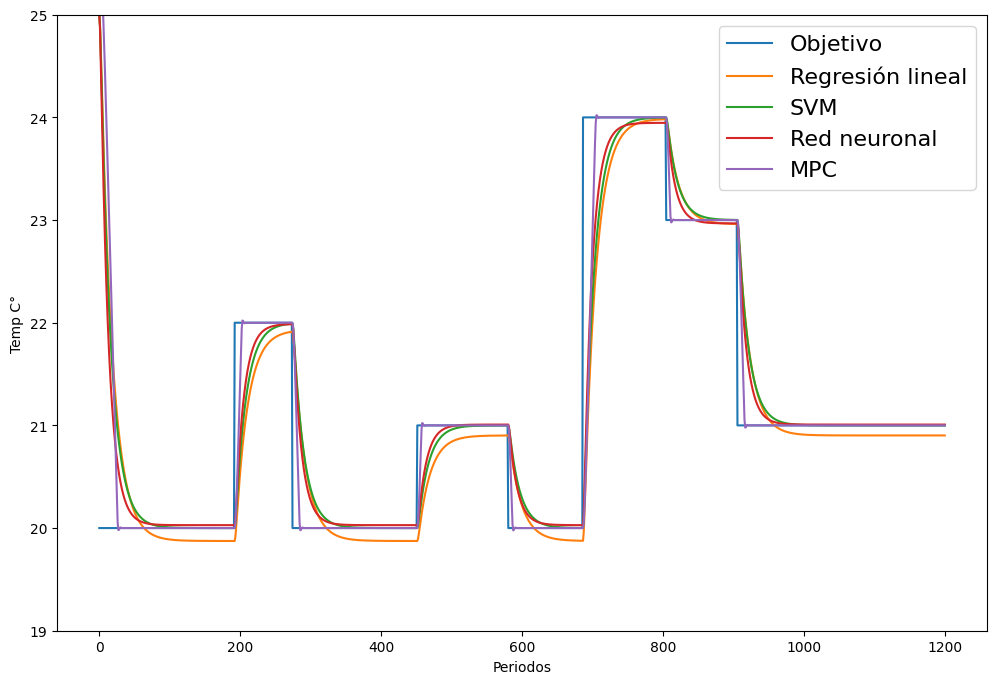 Objetivo
Regresión lineal
SVM
Red neuronal
MPC
25
24
23
22
21
20
19
Temp C°
0 200 400 600 800 1000 1200
Periodos